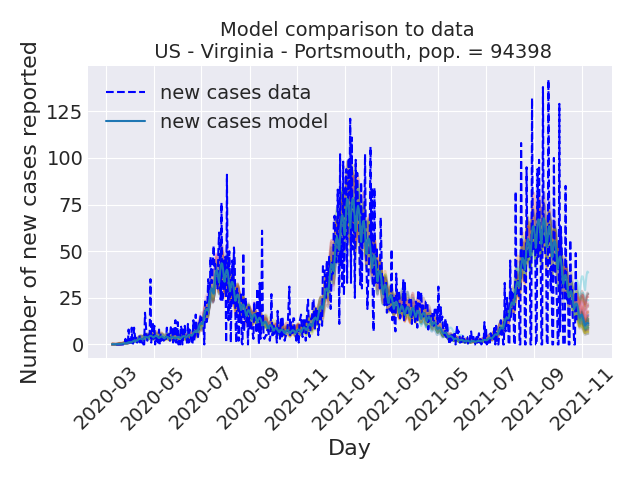 Model comparison to data
US - Virginia - Portsmouth, pop. = 94398
new cases data
new cases model
Number of new cases reported
125
100
75
50
25
0
2020-03
2020-05
2020-07
2020-09
2020-11
2021-01
2021-03
2021-05
2021-07
2021-09
2021-11
Day